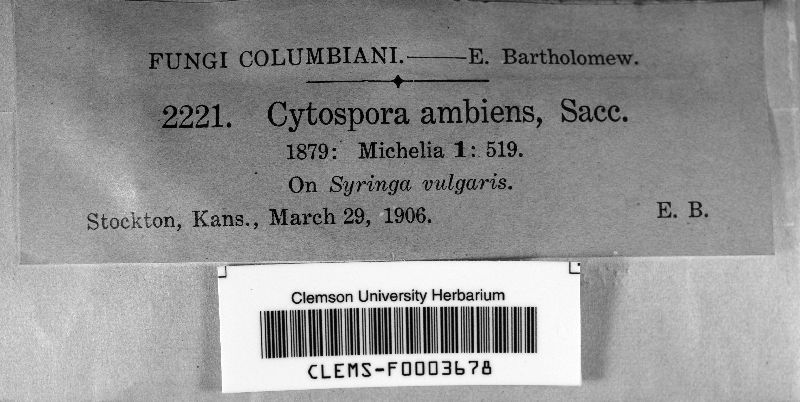 FUNGI COLUMBIANI.——E. Bartholomew.
2221. Cytospora ambiens, Sacc.
1879: Michelia 1: 519.
On Syringa vulgaris.
Stockton, Kans., March 29, 1906. E. B.
Clemson University Herbarium
CLEMS-F0003678